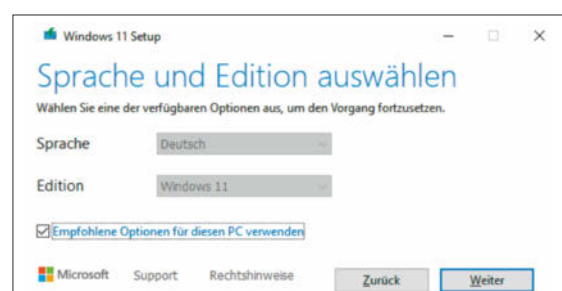 Windows 11 Setup
Sprache und Edition auswählen
Wählen Sie eine der verfügbaren Optionen aus, um den Vorgang fortzusetzen.
Sprache Deutsch
Edition Windows 11
Empfohlene Optionen für diesen PC verwenden
Microsoft Support Rechtshinweise Zurück Weiter